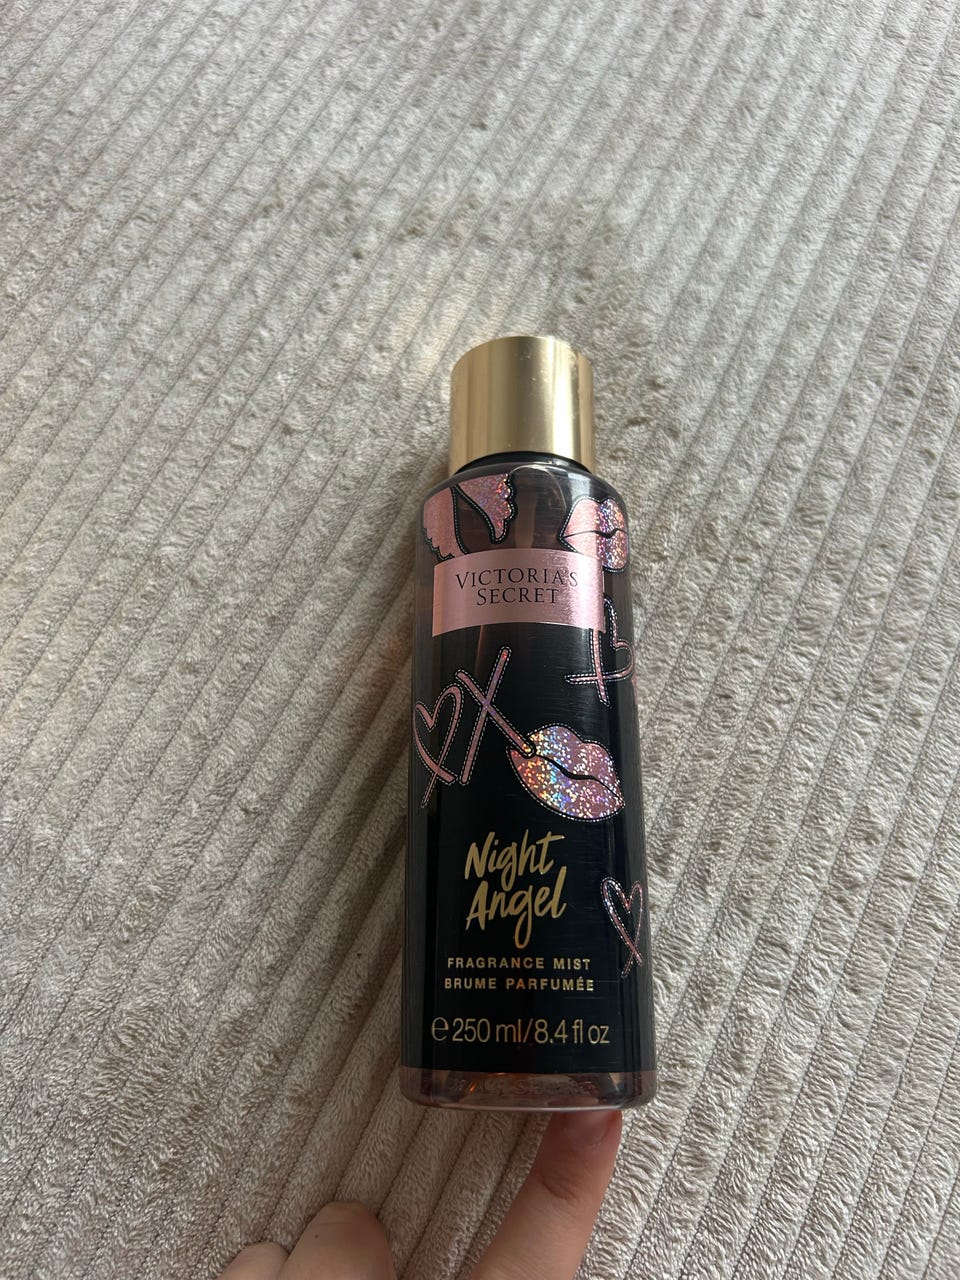 VICTORIA'S
SECRET
Night
Angel
FRAGRANCE MIST
BRUME PARFUMÉE
℮ 250 ml/8.4 fl oz